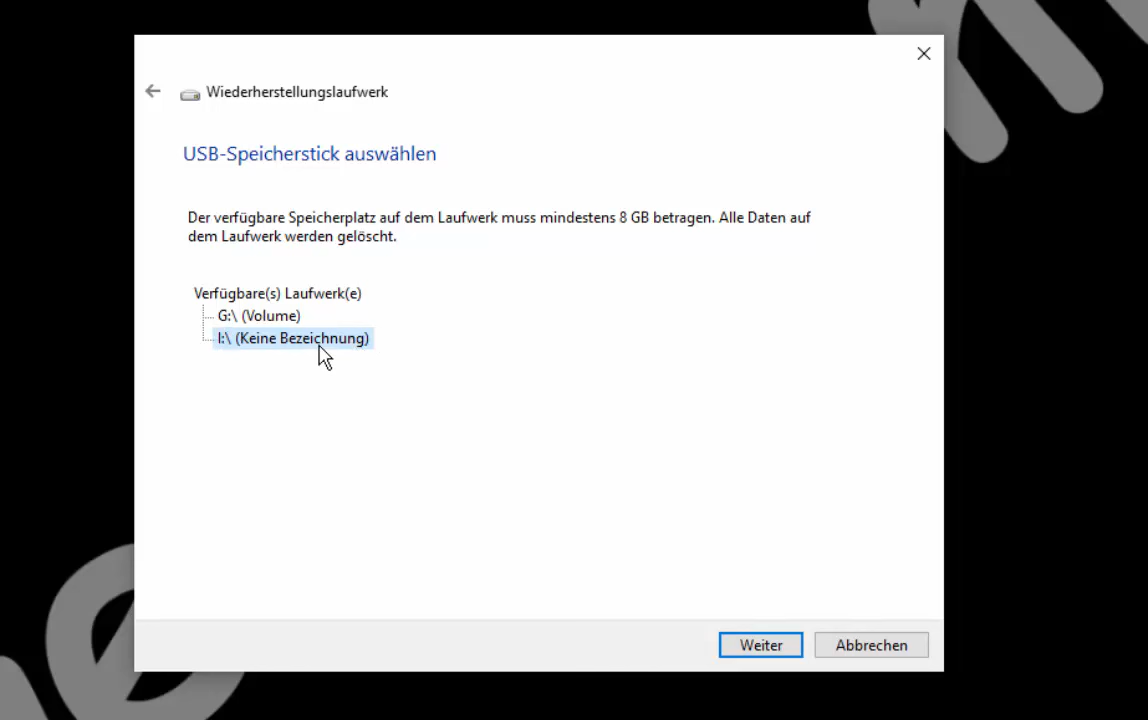 Wiederherstellungslaufwerk
USB-Speicherstick auswählen
Der verfügbare Speicherplatz auf dem Laufwerk muss mindestens 8 GB betragen. Alle Daten auf
dem Laufwerk werden gelöscht.
Verfügbare(s) Laufwerk(e)
G:\ (Volume)
I:\ (Keine Bezeichnung)
Weiter
Abbrechen